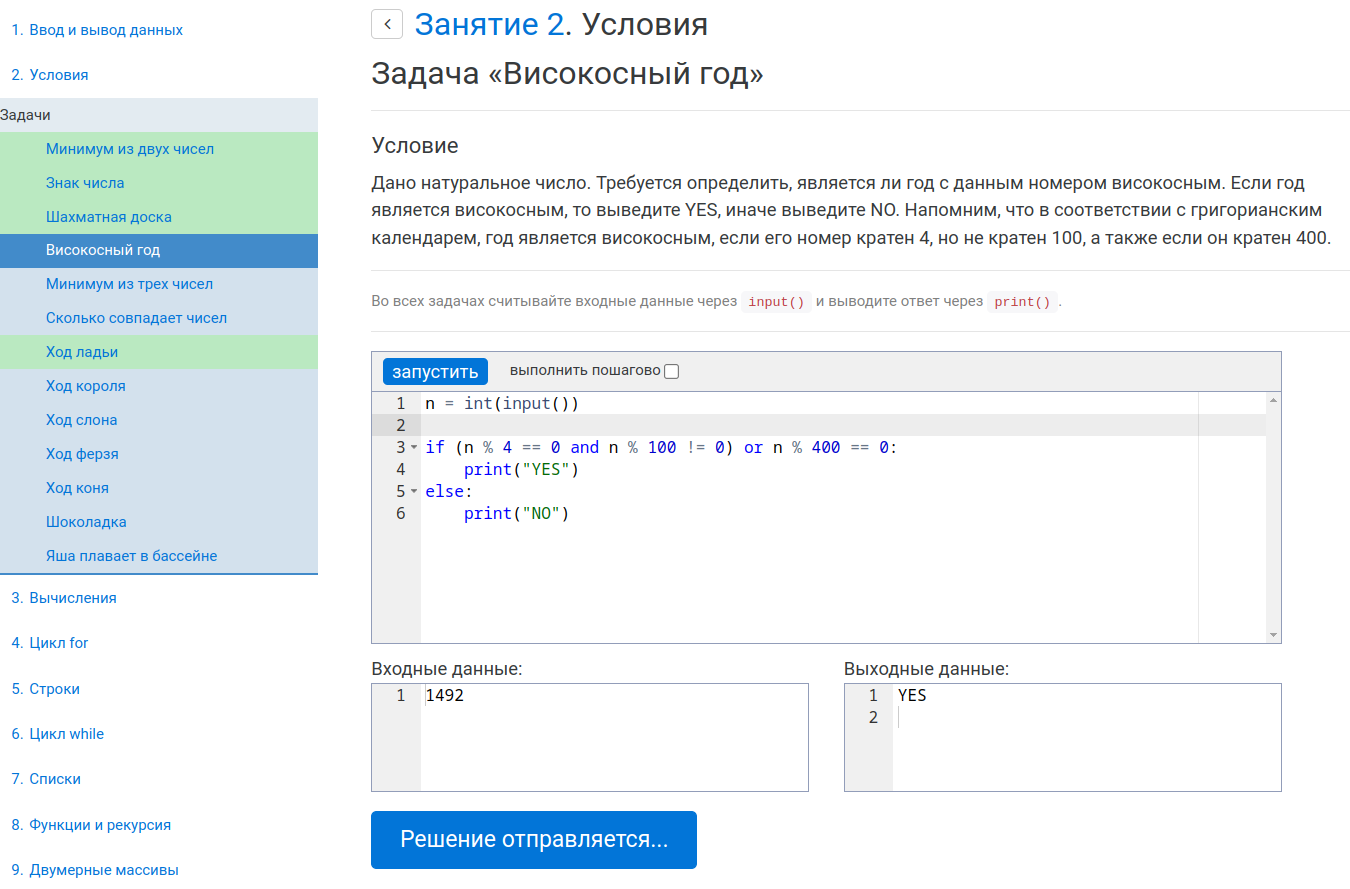 1. Ввод и вывод данных
2. Условия
Задачи
Минимум из двух чисел
Знак числа
Шахматная доска
Високосный год
Минимум из трех чисел
Сколько совпадает чисел
Ход ладьи
Ход короля
Ход слона
Ход ферзя
Ход коня
Шоколадка
Яша плавает в бассейне
3. Вычисления
4. Цикл for
5. Строки
6. Цикл while
7. Списки
8. Функции и рекурсия
9. Двумерные массивы
Занятие 2. Условия
Задача «Високосный год»
Условие
Дано натуральное число. Требуется определить, является ли год с данным номером високосным. Если год
является високосным, то выведите YES, иначе выведите NO. Напомним, что в соответствии с григорианским
календарем, год является високосным, если его номер кратен 4, но не кратен 100, а также если он кратен 400.
Во всех задачах считывайте входные данные через input() и выводите ответ через print().
запустить выполнить пошагово
1 n = int(input())
2
3 if (n % 4 == 0 and n % 100 != 0) or n % 400 == 0:
4     print("YES")
5 else:
6     print("NO")
Входные данные:
1 1492
Выходные данные:
1 YES
2
Решение отправляется...